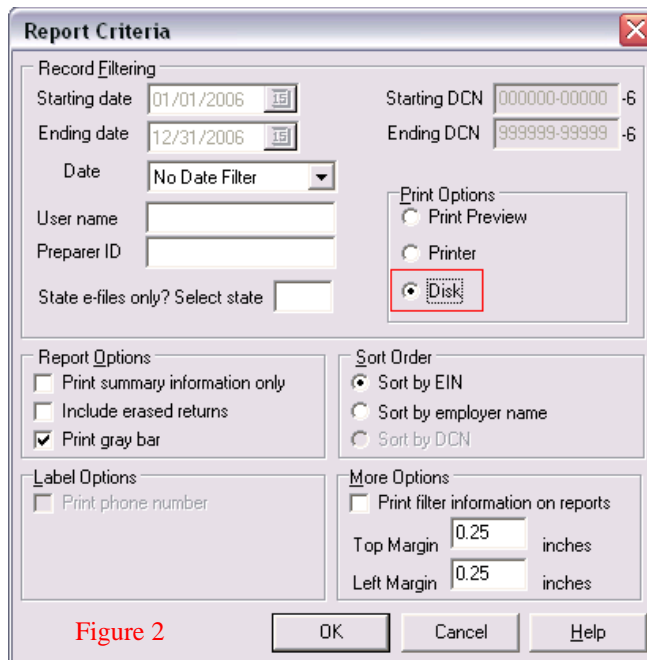 Report Criteria
Record Filtering
Starting date 01/01/2006 15 Starting DCN 000000-00000 -6
Ending date 12/31/2006 15 Ending DCN 999999-99999 -6
Date No Date Filter
User name
Preparer ID
State e-files only? Select state
Print Options
Print Preview
Printer
Disk
Report Options
Print summary information only
Include erased returns
Print gray bar
Sort Order
Sort by EIN
Sort by employer name
Sort by DCN
Label Options
Print phone number
More Options
Print filter information on reports
Top Margin 0.25 inches
Left Margin 0.25 inches
Figure 2 OK Cancel Help